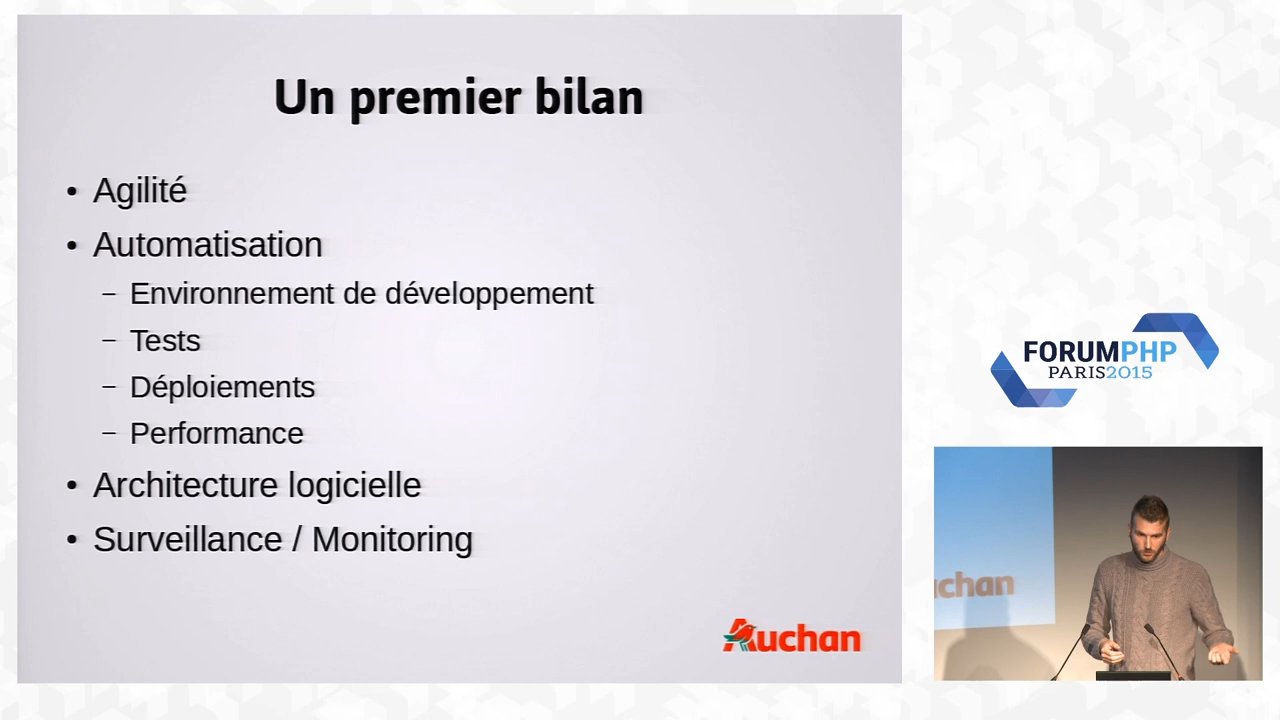 Un premier bilan
• Agilité
• Automatisation
– Environnement de développement
– Tests
– Déploiements
– Performance
• Architecture logicielle
• Surveillance / Monitoring
Auchan
FORUMPHP
PARIS2015
uchan